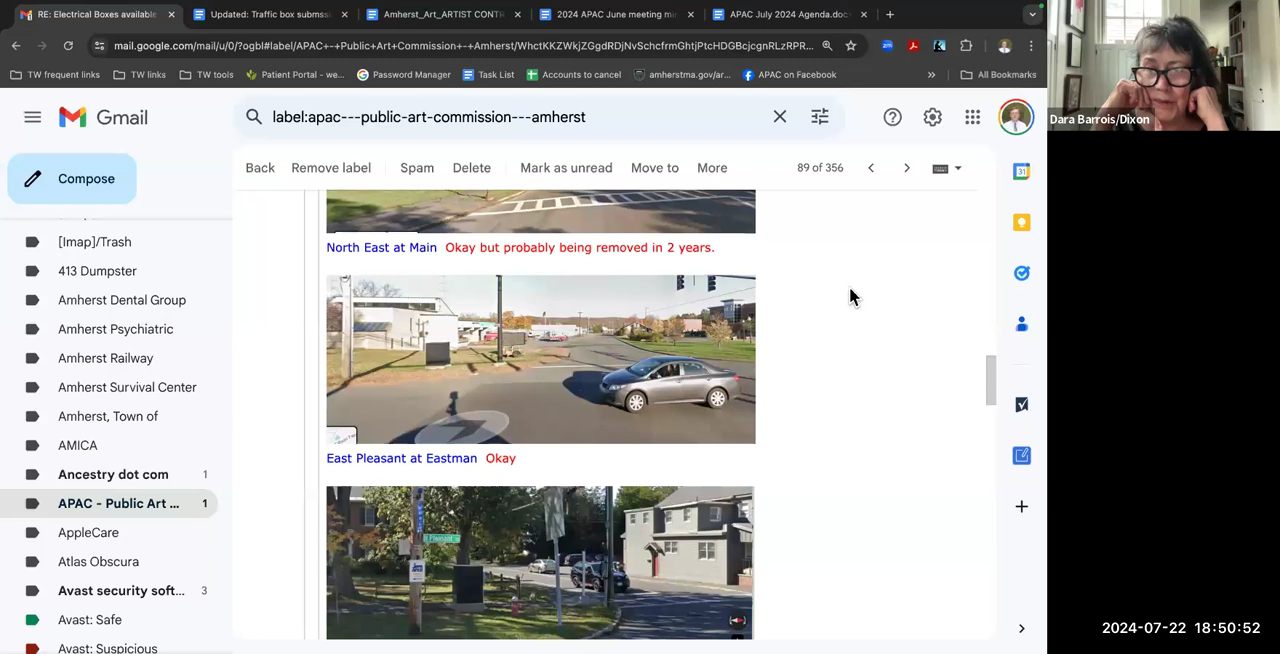 RE: Electrical Boxes available
Updated: Traffic box submss
Amherst_Art_ARTIST CONTR
2024 APAC June meeting mi
APAC July 2024 Agenda.doc
mail.google.com/mail/u/0/?ogbl#label/APAC+-+Public+Art+Commission+-+Amherst/WhctKKZWkjZGgdRDjNvSchcfrmGhtjPtcHDGBcjcgnRLzRPR...
TW frequent links
TW links
TW tools
Patient Portal - we...
Password Manager
Task List
Accounts to cancel
amherstma.gov/ar...
APAC on Facebook
»
All Bookmarks
Dara Barrois/Dixon
Gmail
label:apac---public-art-commission---amherst
Compose
Back
Remove label
Spam
Delete
Mark as unread
Move to
More
89 of 356
[Imap]/Trash
413 Dumpster
Amherst Dental Group
Amherst Psychiatric
Amherst Railway
Amherst Survival Center
Amherst, Town of
AMICA
Ancestry dot com 1
APAC - Public Art ... 1
AppleCare
Atlas Obscura
Avast security soft... 3
Avast: Safe
Avast: Suspicious
North East at Main Okay but probably being removed in 2 years.
East Pleasant at Eastman Okay
31
2024-07-22 18:50:52